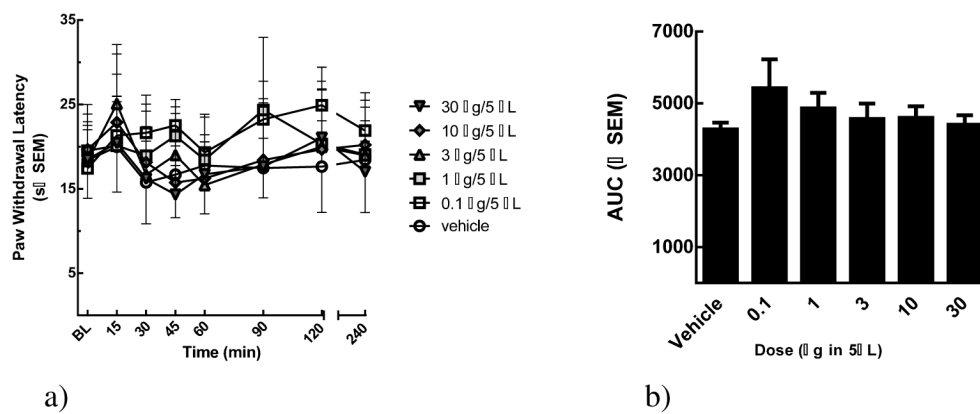 35
25
15
5
Paw Withdrawal Latency
(s▯ SEM)
BL
15
30
45
60
90
120
240
Time (min)
30 ▯g/5▯L
10 ▯g/5▯L
3 ▯g/5▯L
1 ▯g/5▯L
0.1 ▯g/5▯L
vehicle
a)
7000
5000
3000
1000
AUC (▯ SEM)
Vehicle
0.1
1
3
10
30
Dose (▯g in 5▯L)
b)